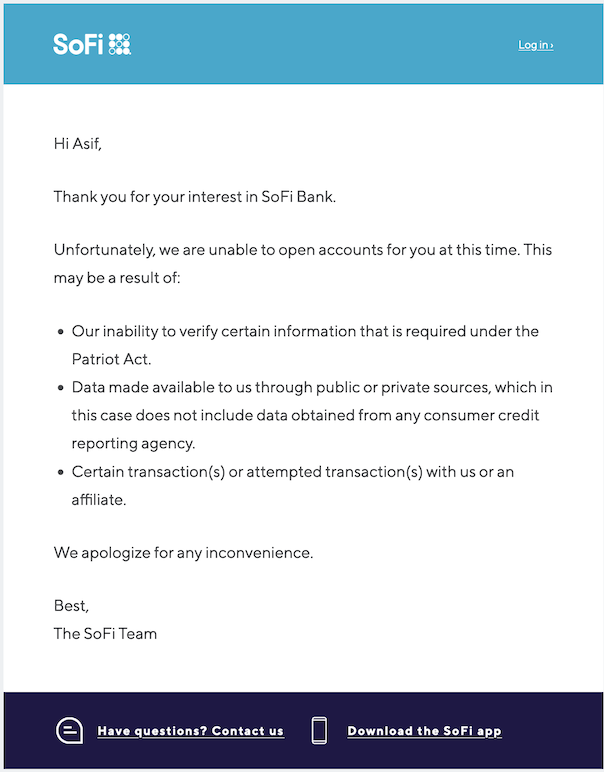 SoFi
Log in ›
Hi Asif,
Thank you for your interest in SoFi Bank.
Unfortunately, we are unable to open accounts for you at this time. This
may be a result of:
• Our inability to verify certain information that is required under the
Patriot Act.
• Data made available to us through public or private sources, which in
this case does not include data obtained from any consumer credit
reporting agency.
• Certain transaction(s) or attempted transaction(s) with us or an
affiliate.
We apologize for any inconvenience.
Best,
The SoFi Team
Have questions? Contact us
Download the SoFi app